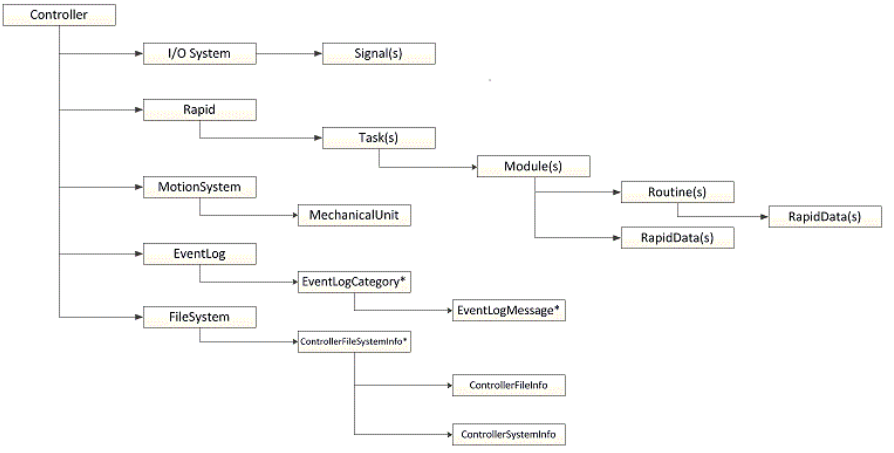 Controller
I/O System
Signal(s)
Rapid
Task(s)
Module(s)
MotionSystem
Routine(s)
MechanicalUnit
RapidData(s)
RapidData(s)
EventLog
EventLogCategory*
EventLogMessage*
FileSystem
ControllerFileSystemInfo*
ControllerFileInfo
ControllerSystemInfo